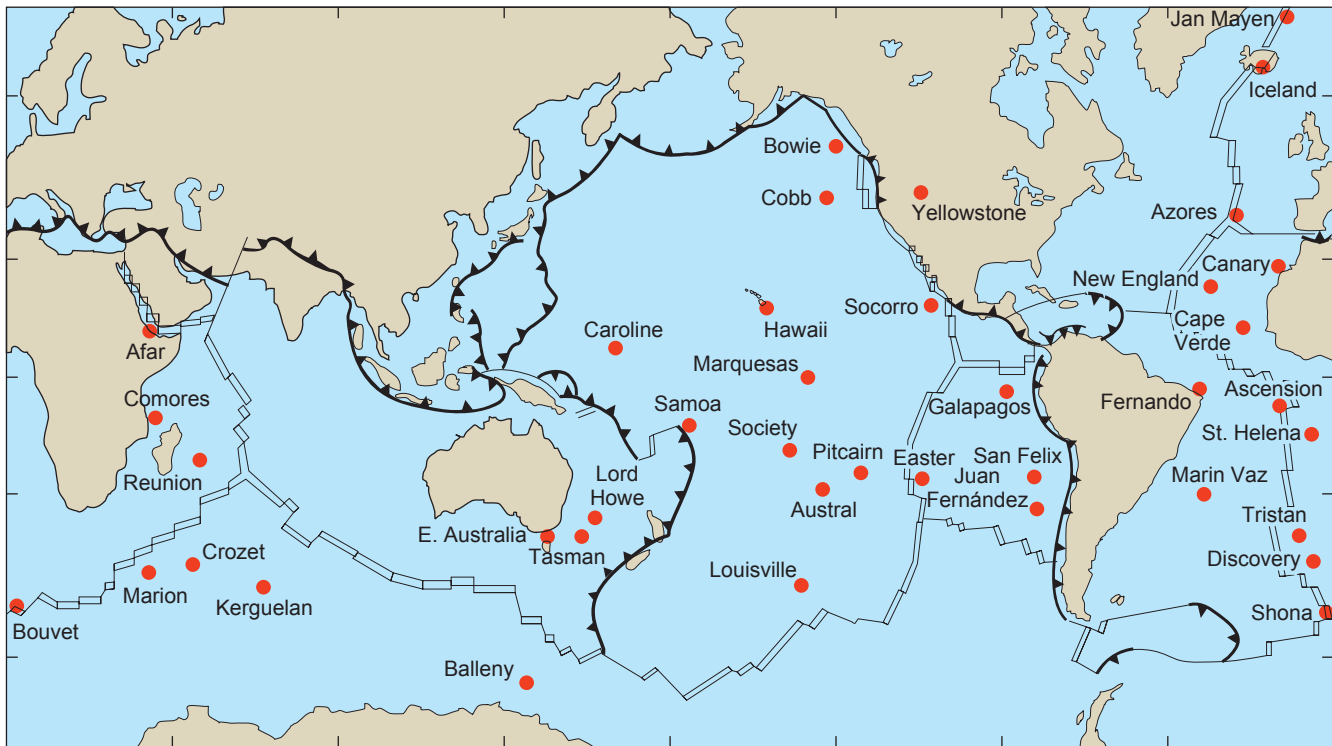 Jan Mayen
Iceland
Bowie
Cobb
Yellowstone
Azores
Canary
New England
Socorro
Hawaii
Cape
Verde
Caroline
Afar
Marquesas
Comores
Galapagos
Fernando
Ascension
Samoa
Society
St. Helena
Pitcairn
Easter
San Felix
Juan
Fernández
Reunion
Lord
Howe
Austral
Marin Vaz
E. Australia
Tasman
Tristan
Crozet
Discovery
Marion
Kerguelan
Louisville
Shona
Bouvet
Balleny